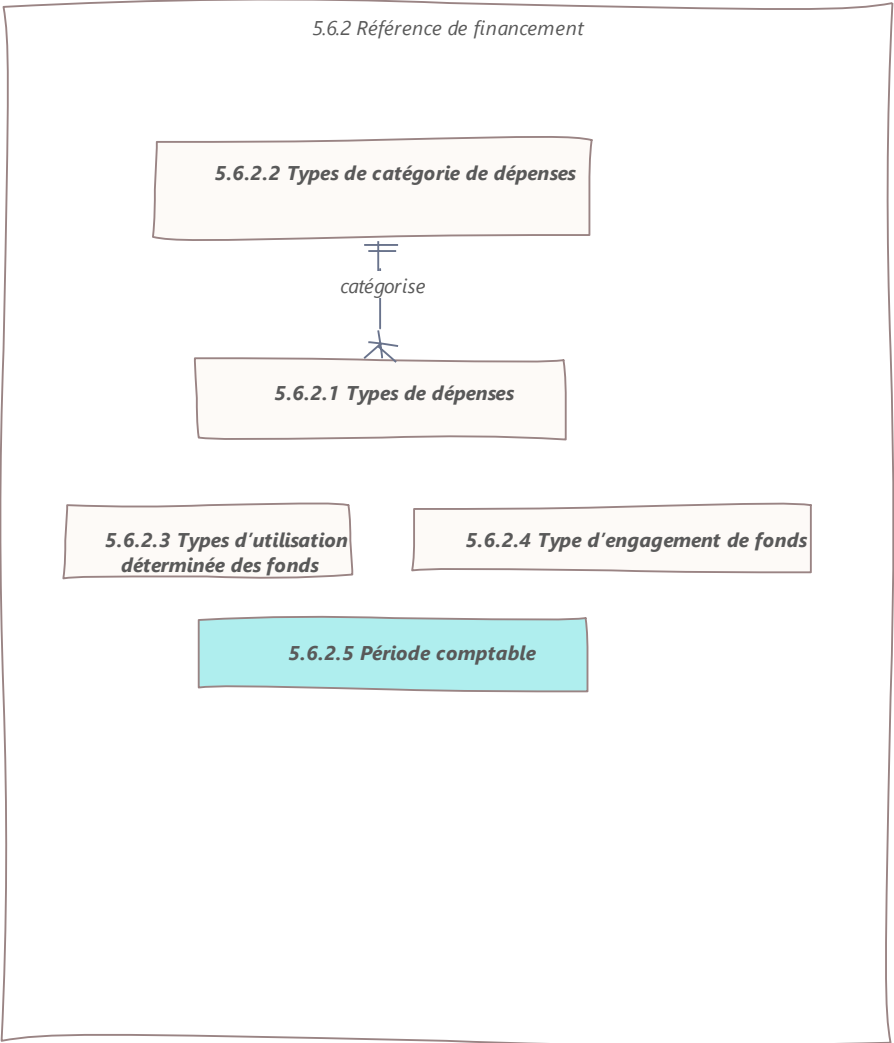 5.6.2 Référence de financement
5.6.2.2 Types de catégorie de dépenses
catégorise
5.6.2.1 Types de dépenses
5.6.2.3 Types d’utilisation
déterminée des fonds
5.6.2.4 Type d’engagement de fonds
5.6.2.5 Période comptable